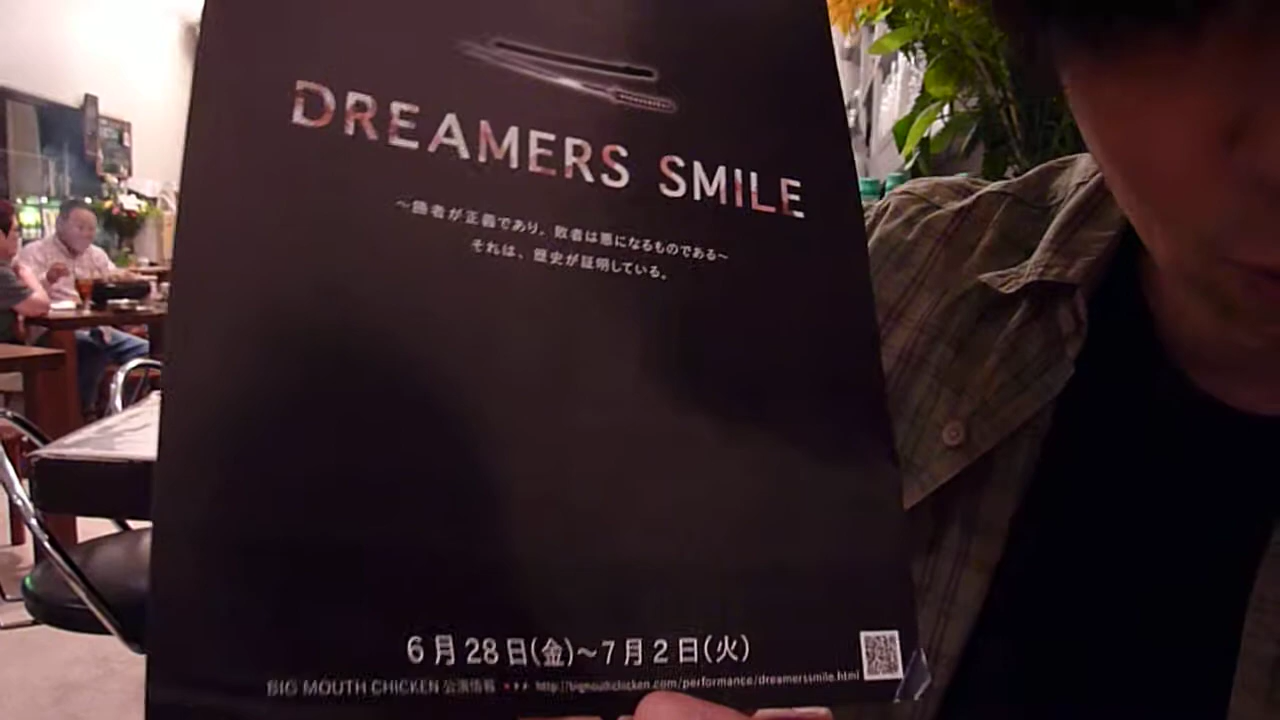 DREAMERS SMILE
〜勝者が正義であり、敗者は悪になるものである〜
それは、歴史が証明している。
6月28日(金)〜7月2日(火)
BIG MOUTH CHICKEN 公演情報 http://bigmouthchicken.com/performance/dreamerssmile.html